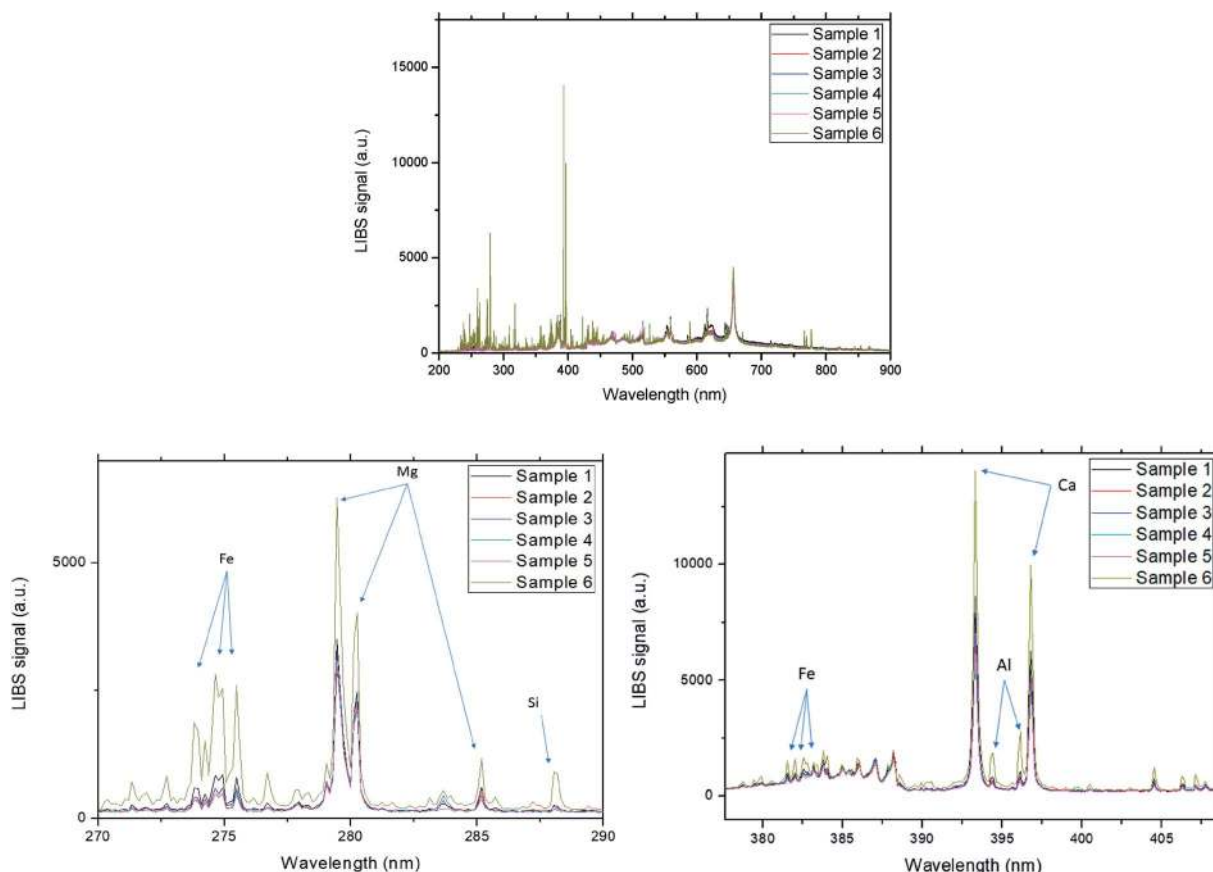 LIBS signal (a.u.)
15000
10000
5000
0
Sample 1
Sample 2
Sample 3
Sample 4
Sample 5
Sample 6
200 300 400 500 600 700 800 900
Wavelength (nm)
LIBS signal (a.u.)
5000
0
Fe
Mg
Si
Sample 1
Sample 2
Sample 3
Sample 4
Sample 5
Sample 6
270 275 280 285 290
Wavelength (nm)
LIBS signal (a.u.)
10000
5000
0
Fe
Al
Ca
Sample 1
Sample 2
Sample 3
Sample 4
Sample 5
Sample 6
380 385 390 395 400 405
Wavelength (nm)